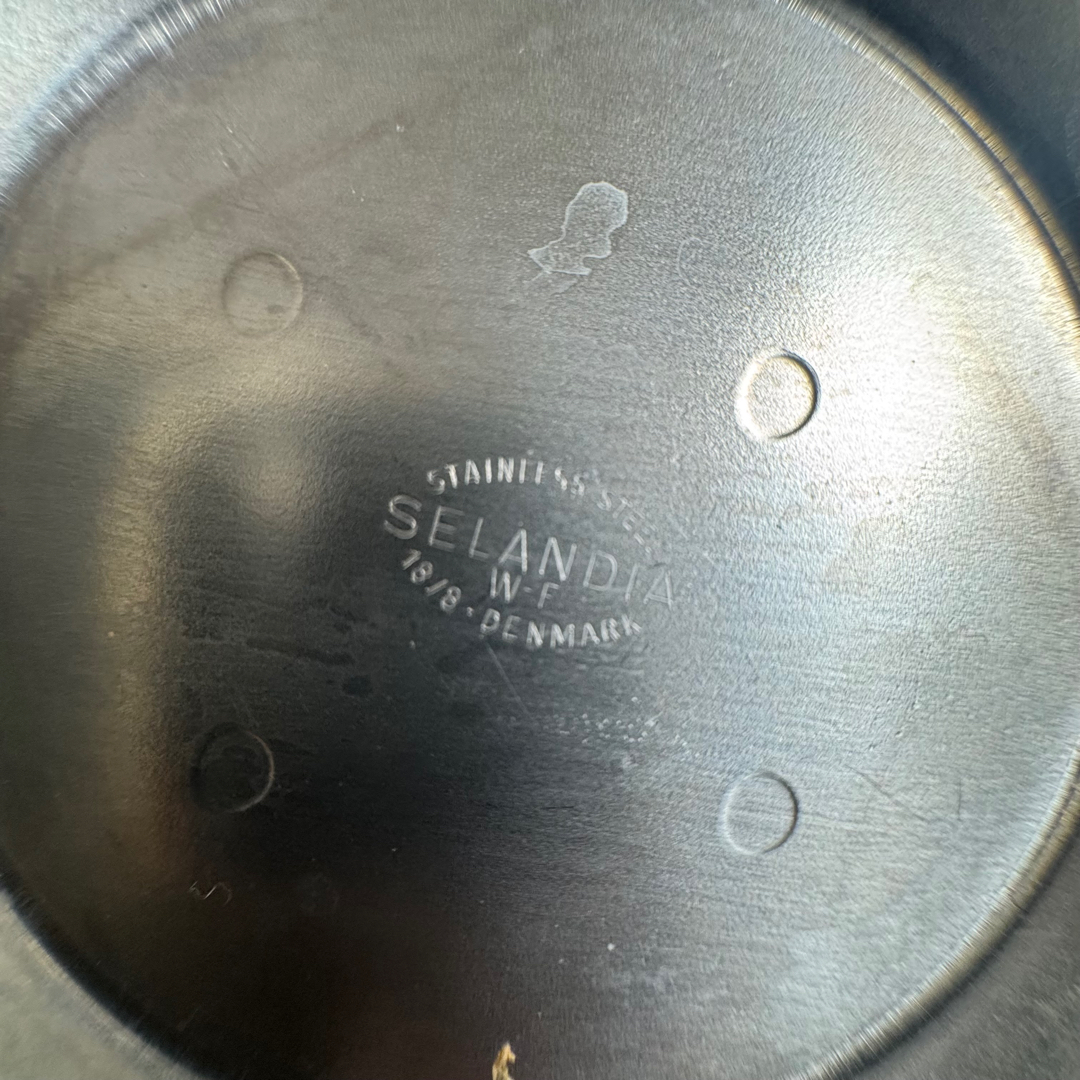 STAINLESS STEEL
SELANDIA
W-F
18/8 · DENMARK